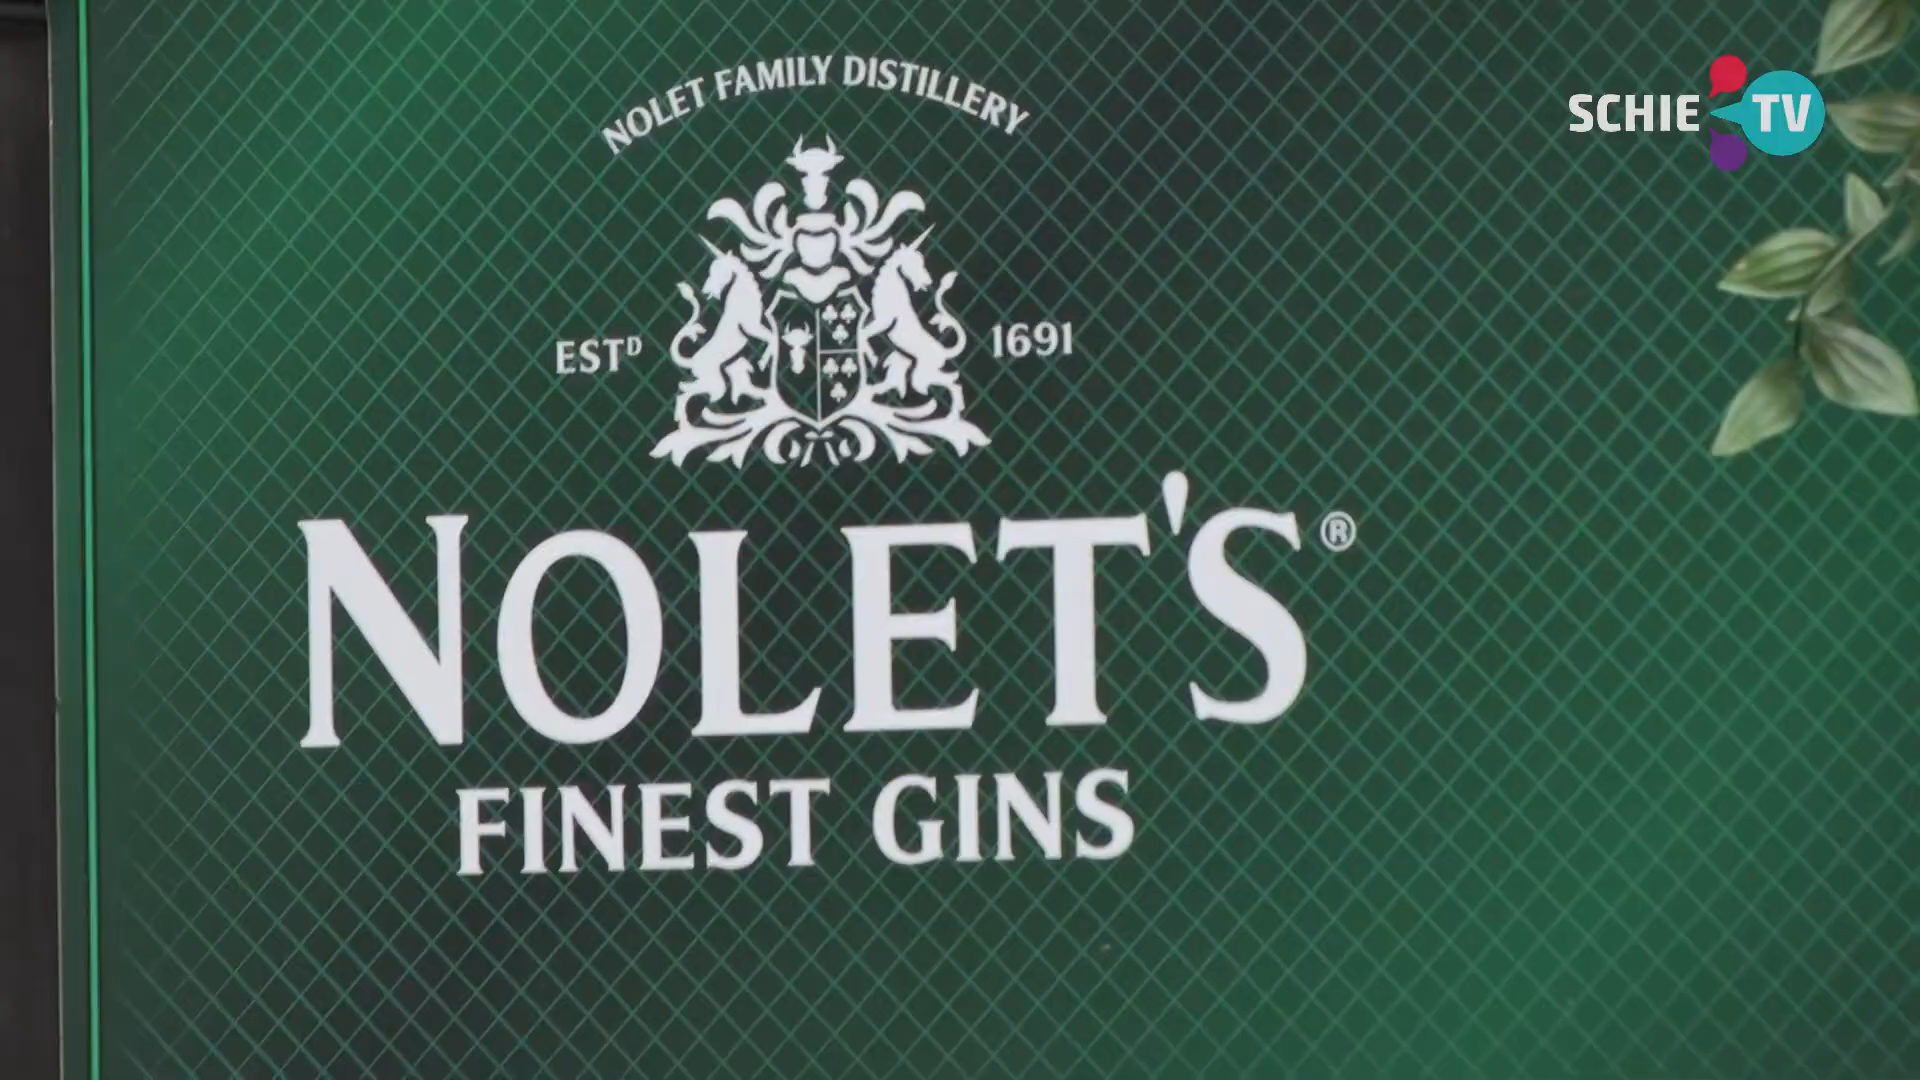 NOLET FAMILY DISTILLERY
SCHIE TV
ESTᴰ 1691
NOLET'S®
FINEST GINS